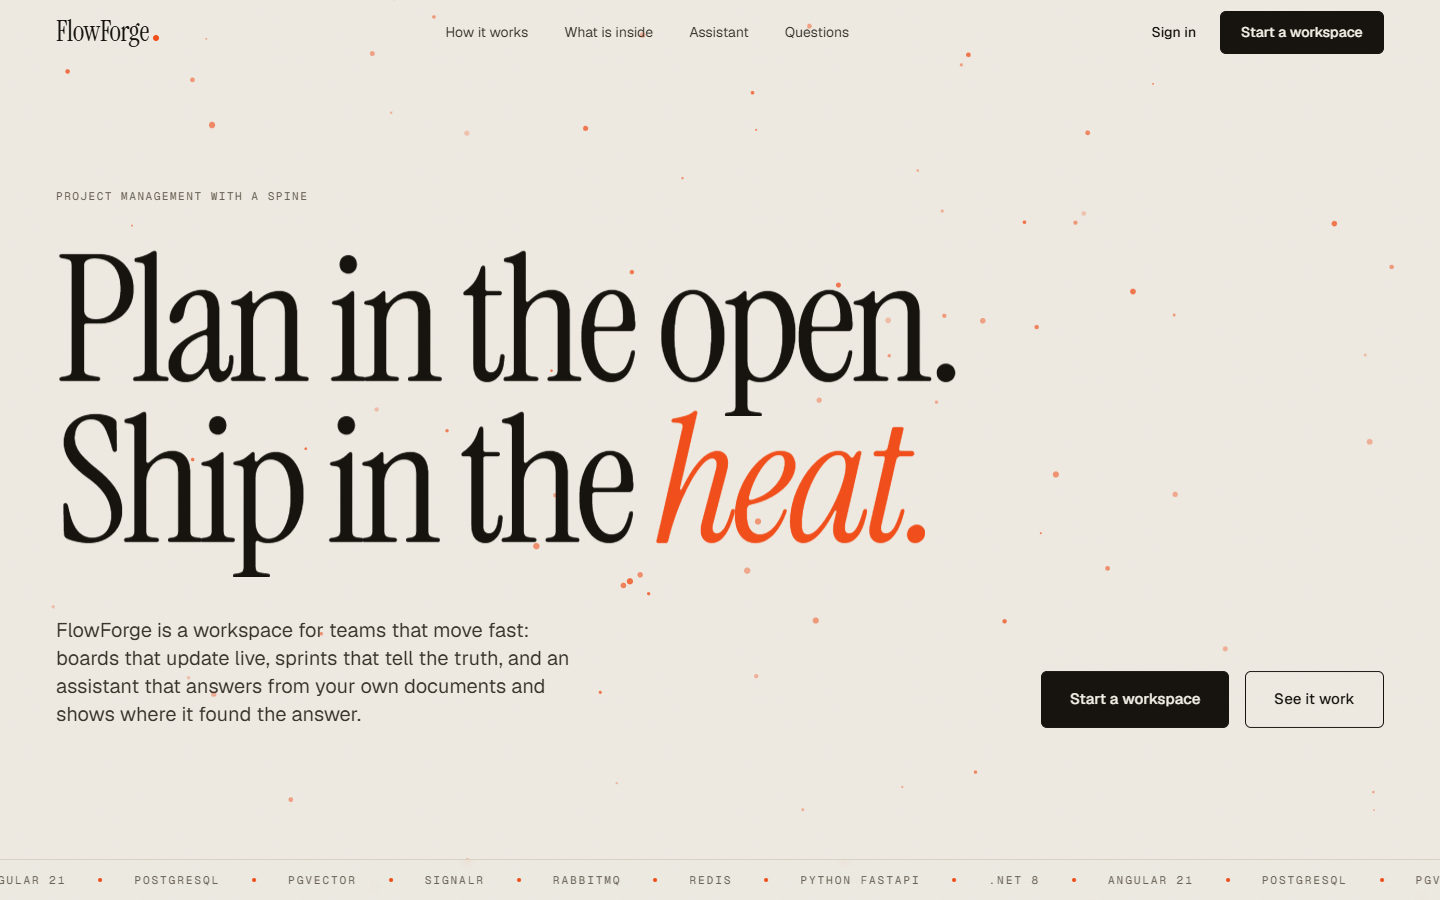 FlowForge.
How it works
What is inside
Assistant
Questions
Sign in
Start a workspace
PROJECT MANAGEMENT WITH A SPINE
Plan in the open.
Ship in the heat.
FlowForge is a workspace for teams that move fast:
boards that update live, sprints that tell the truth, and an
assistant that answers from your own documents and
shows where it found the answer.
Start a workspace
See it work
GULAR 21 • POSTGRESQL • PGVECTOR • SIGNALR • RABBITMQ • REDIS • PYTHON FASTAPI • .NET 8 • ANGULAR 21 • POSTGRESQL • PGV